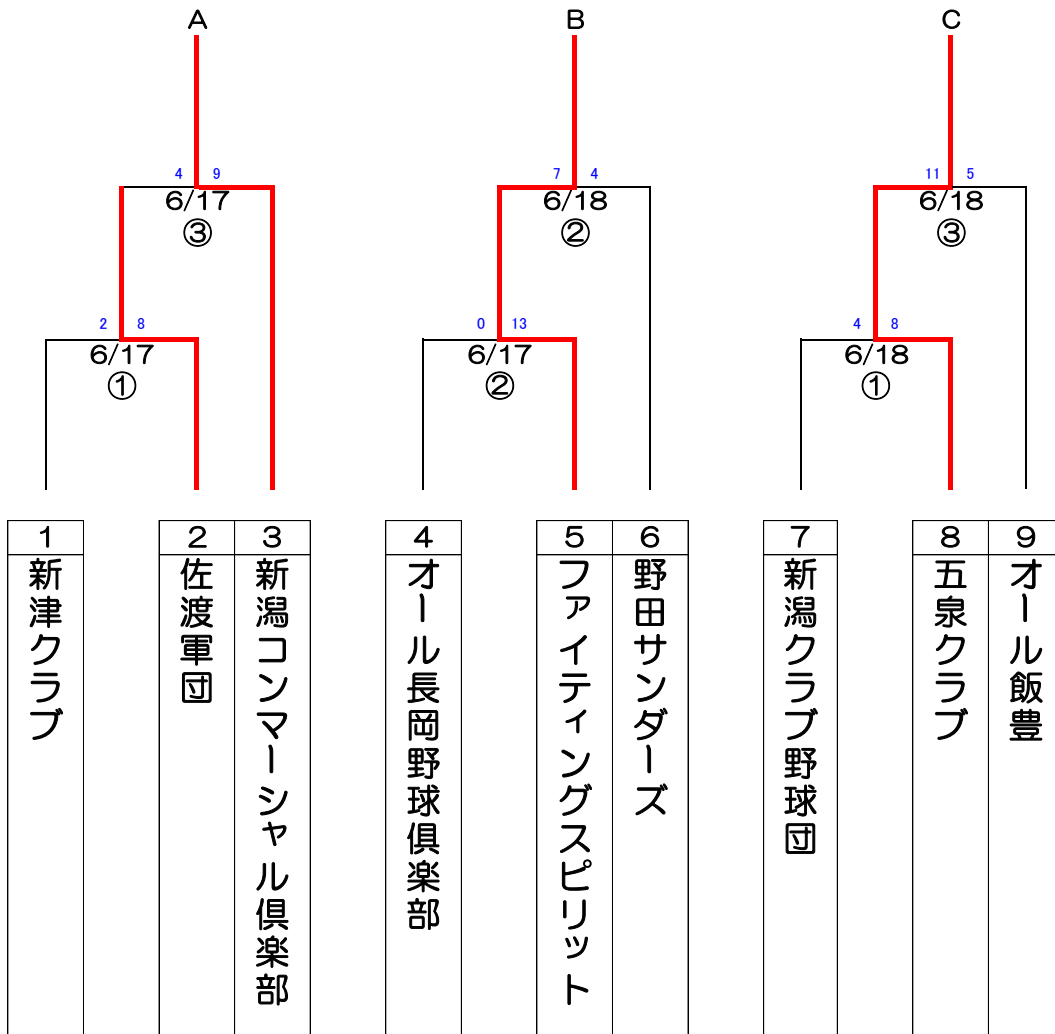 A
B
C
4 9
7 4
11 5
6/17
6/18
6/18
③
②
③
2 8
0 13
4 8
6/17
6/17
6/18
①
②
①
1
新津クラブ
2
佐渡軍団
3
新潟コンマーシャル倶楽部
4
オール長岡野球倶楽部
5
ファイティングスピリット
6
野田サンダーズ
7
新潟クラブ野球団
8
五泉クラブ
9
オール飯豊